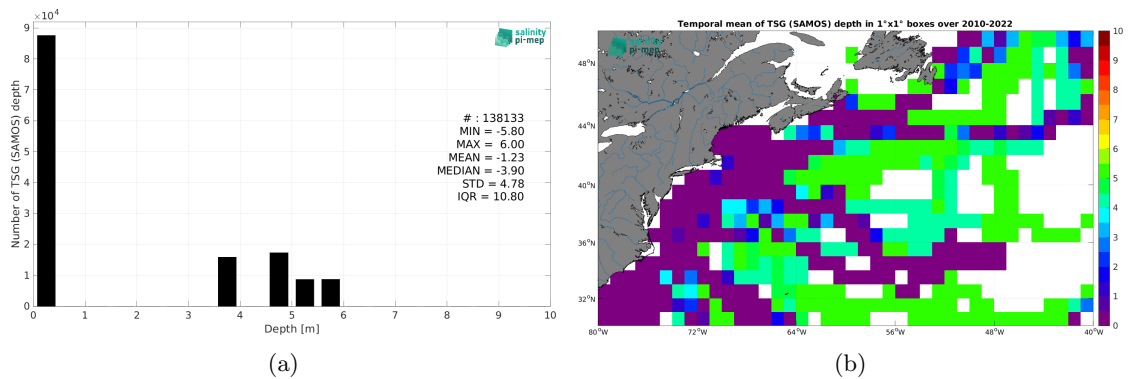 ×10⁴
9
8
7
6
5
4
3
2
1
0
Number of TSG (SAMOS) depth
salinity
pi-mep
# : 138133
MIN = -5.80
MAX = 6.00
MEAN = -1.23
MEDIAN = -3.90
STD = 4.78
IQR = 10.80
0 1 2 3 4 5 6 7 8 9 10
Depth [m]
(a)
Temporal mean of TSG (SAMOS) depth in 1°x1° boxes over 2010-2022
salinity
pi-mep
48°N
44°N
40°N
36°N
32°N
80°W 72°W 64°W 56°W 48°W 40°W
10
9
8
7
6
5
4
3
2
1
0
(b)